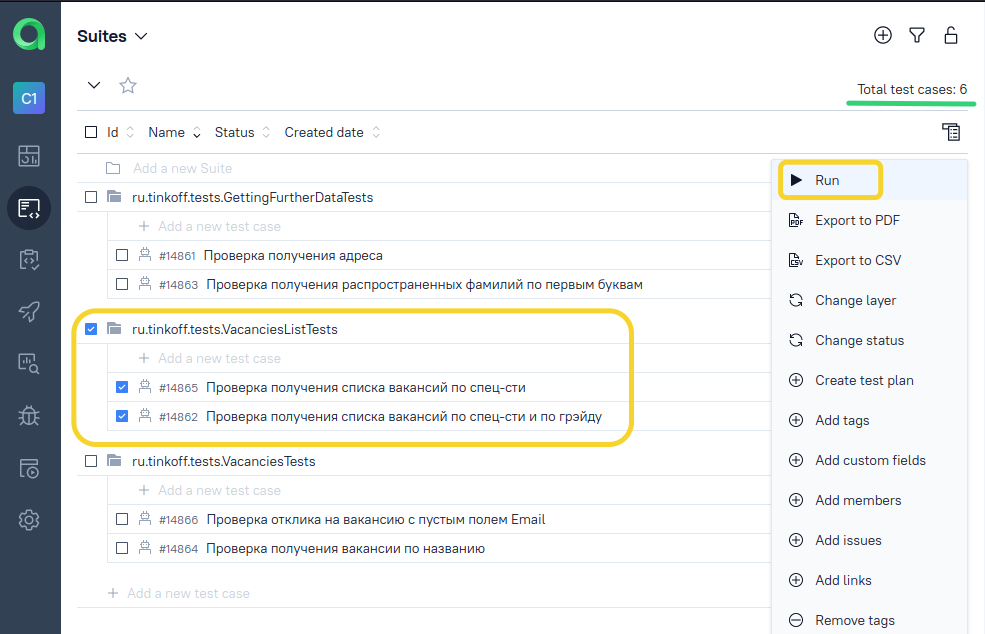 Suites
C1
Total test cases: 6
Id Name Status Created date
Add a new Suite
ru.tinkoff.tests.GettingFurtherDataTests
Add a new test case
#14861 Проверка получения адреса
#14863 Проверка получения распространенных фамилий по первым буквам
ru.tinkoff.tests.VacanciesListTests
Add a new test case
#14865 Проверка получения списка вакансий по спец-сти
#14862 Проверка получения списка вакансий по спец-сти и по грэйду
ru.tinkoff.tests.VacanciesTests
Add a new test case
#14866 Проверка отклика на вакансию с пустым полем Email
#14864 Проверка получения вакансии по названию
Add a new test case
Run
PDF Export to PDF
CSV Export to CSV
Change layer
Change status
Create test plan
Add tags
Add custom fields
Add members
Add issues
Add links
Remove tags